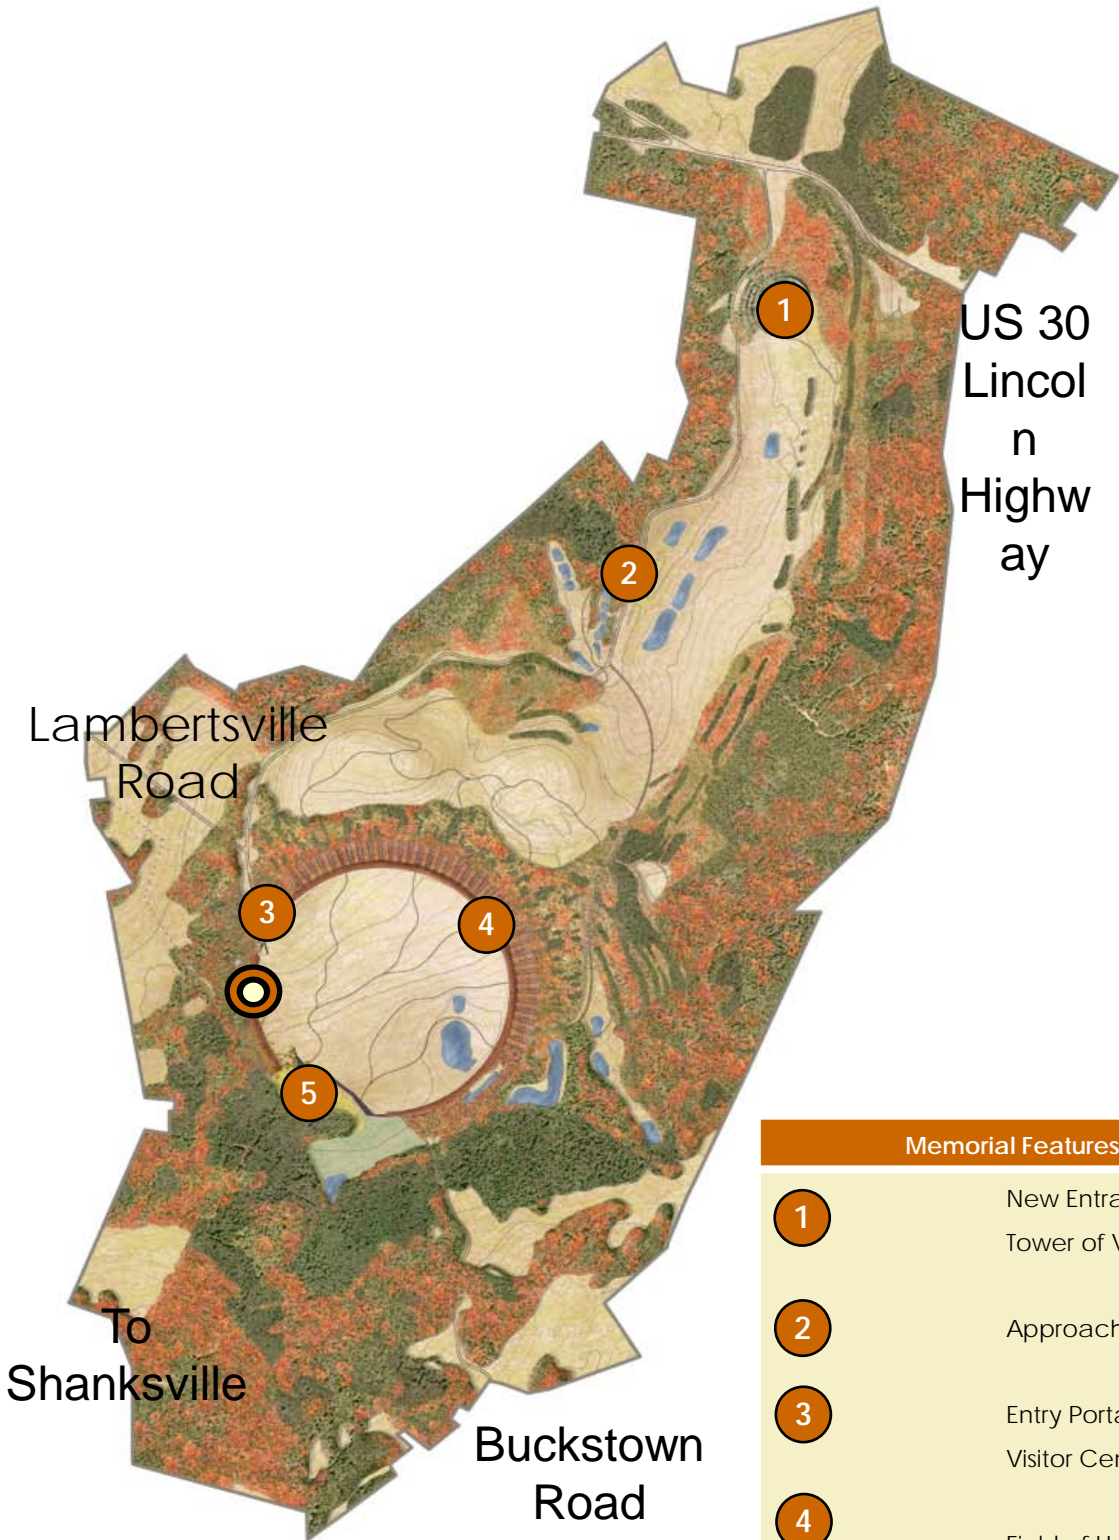 1
US 30
Lincol
n
Highw
ay
2
Lambertsville
Road
3
4
5
To
Shanksville
Buckstown
Road
Memorial Features
1
New Entra
Tower of V
2
Approach
3
Entry Porta
Visitor Cen
4